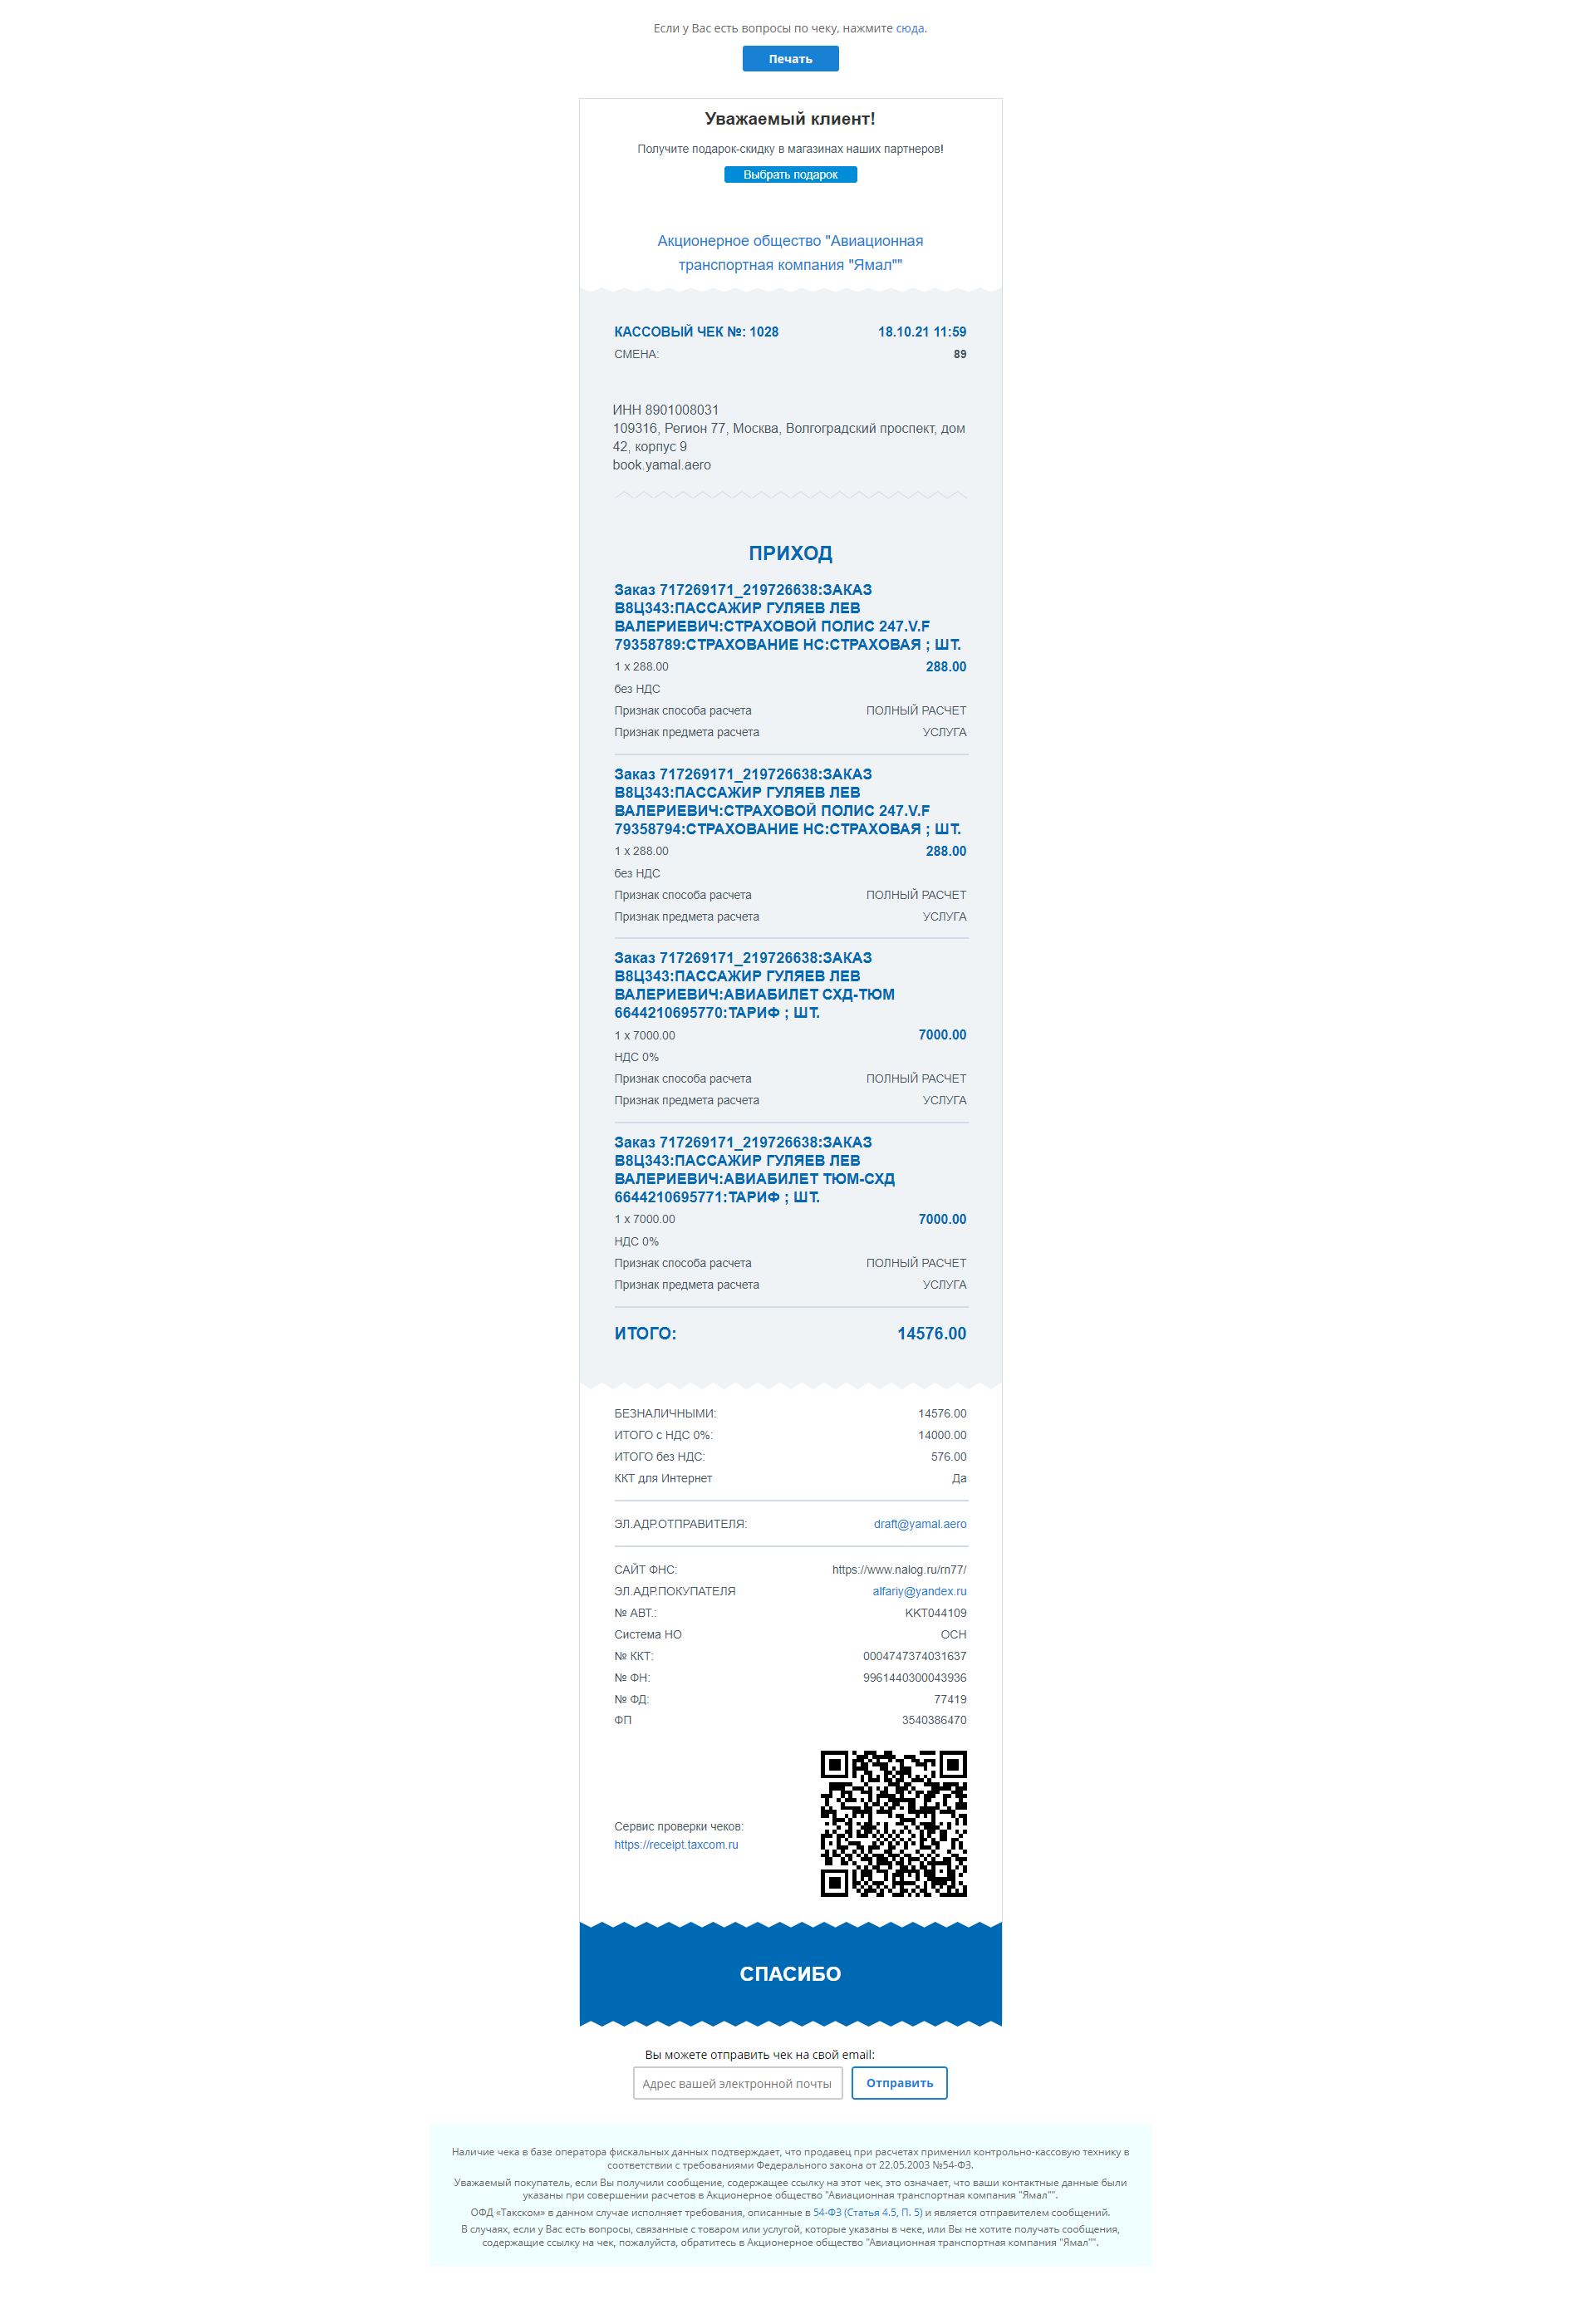 Если у Вас есть вопросы по чеку, нажмите сюда.
Печать
Уважаемый клиент!
Получите подарок-скидку в магазинах наших партнеров!
Выбрать подарок
Акционерное общество "Авиационная
транспортная компания "Ямал""
КАССОВЫЙ ЧЕК №: 1028 18.10.21 11:59
СМЕНА: 89
ИНН 8901008031
109316, Регион 77, Москва, Волгоградский проспект, дом
42, корпус 9
book.yamal.aero
ПРИХОД
Заказ 717269171_219726638:ЗАКАЗ
В8Ц343:ПАССАЖИР ГУЛЯЕВ ЛЕВ
ВАЛЕРИЕВИЧ:СТРАХОВОЙ ПОЛИС 247.V.F
79358789:СТРАХОВАНИЕ НС:СТРАХОВАЯ ; ШТ.
1 х 288.00 288.00
без НДС
Признак способа расчета ПОЛНЫЙ РАСЧЕТ
Признак предмета расчета УСЛУГА
Заказ 717269171_219726638:ЗАКАЗ
В8Ц343:ПАССАЖИР ГУЛЯЕВ ЛЕВ
ВАЛЕРИЕВИЧ:СТРАХОВОЙ ПОЛИС 247.V.F
79358794:СТРАХОВАНИЕ НС:СТРАХОВАЯ ; ШТ.
1 х 288.00 288.00
без НДС
Признак способа расчета ПОЛНЫЙ РАСЧЕТ
Признак предмета расчета УСЛУГА
Заказ 717269171_219726638:ЗАКАЗ
В8Ц343:ПАССАЖИР ГУЛЯЕВ ЛЕВ
ВАЛЕРИЕВИЧ:АВИАБИЛЕТ СХД-ТЮМ
6644210695770:ТАРИФ ; ШТ.
1 х 7000.00 7000.00
НДС 0%
Признак способа расчета ПОЛНЫЙ РАСЧЕТ
Признак предмета расчета УСЛУГА
Заказ 717269171_219726638:ЗАКАЗ
В8Ц343:ПАССАЖИР ГУЛЯЕВ ЛЕВ
ВАЛЕРИЕВИЧ:АВИАБИЛЕТ ТЮМ-СХД
6644210695771:ТАРИФ ; ШТ.
1 х 7000.00 7000.00
НДС 0%
Признак способа расчета ПОЛНЫЙ РАСЧЕТ
Признак предмета расчета УСЛУГА
ИТОГО: 14576.00
БЕЗНАЛИЧНЫМИ: 14576.00
ИТОГО с НДС 0%: 14000.00
ИТОГО без НДС: 576.00
ККТ для Интернет Да
ЭЛ.АДР.ОТПРАВИТЕЛЯ: draft@yamal.aero
САЙТ ФНС: https://www.nalog.ru/rn77/
ЭЛ.АДР.ПОКУПАТЕЛЯ alfariy@yandex.ru
№ АВТ.: KKT044109
Система НО ОСН
№ ККТ: 0004747374031637
№ ФН: 9961440300043936
№ ФД: 77419
ФП 3540386470
Сервис проверки чеков:
https://receipt.taxcom.ru
СПАСИБО
Вы можете отправить чек на свой email:
Адрес вашей электронной почты Отправить
Наличие чека в базе оператора фискальных данных подтверждает, что продавец при расчетах применил контрольно-кассовую технику в
соответствии с требованиями Федерального закона от 22.05.2003 №54-ФЗ.
Уважаемый покупатель, если Вы получили сообщение, содержащее ссылку на этот чек, это означает, что ваши контактные данные были
указаны при совершении расчетов в Акционерное общество "Авиационная транспортная компания "Ямал"".
ОФД «Такском» в данном случае исполняет требования, описанные в 54-ФЗ (Статья 4.5, П. 5) и является отправителем сообщений.
В случаях, если у Вас есть вопросы, связанные с товаром или услугой, которые указаны в чеке, или Вы не хотите получать сообщения,
содержащие ссылку на чек, пожалуйста, обратитесь в Акционерное общество "Авиационная транспортная компания "Ямал"".